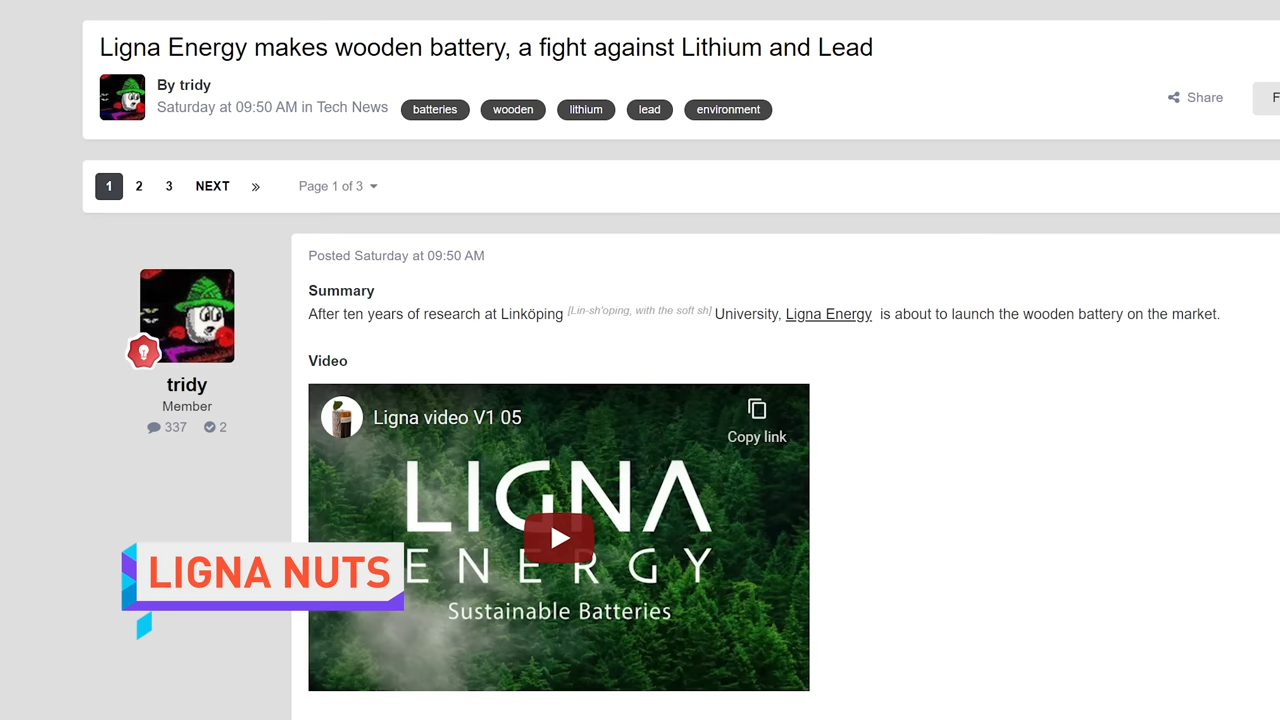 Ligna Energy makes wooden battery, a fight against Lithium and Lead
By tridy
Saturday at 09:50 AM in Tech News
batteries wooden lithium lead environment
Share
F
1 2 3 NEXT » Page 1 of 3
Posted Saturday at 09:50 AM
Summary
After ten years of research at Linköping [Lin-sh'oping, with the soft sh] University, Ligna Energy is about to launch the wooden battery on the market.
Video
tridy
Member
337 2
Ligna video V1 05
Copy link
LIGNA
ENERGY
Sustainable Batteries
LIGNA NUTS